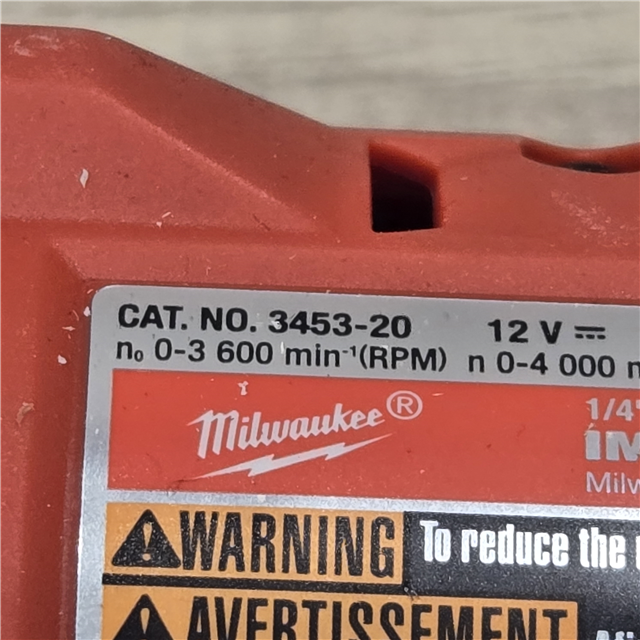 CAT. NO. 3453-20 12 V ⎓
n₀ 0-3 600 min⁻¹(RPM) n 0-4 000
Milwaukee®
1/4"
Milw
WARNING To reduce the
AVERTISSEMENT